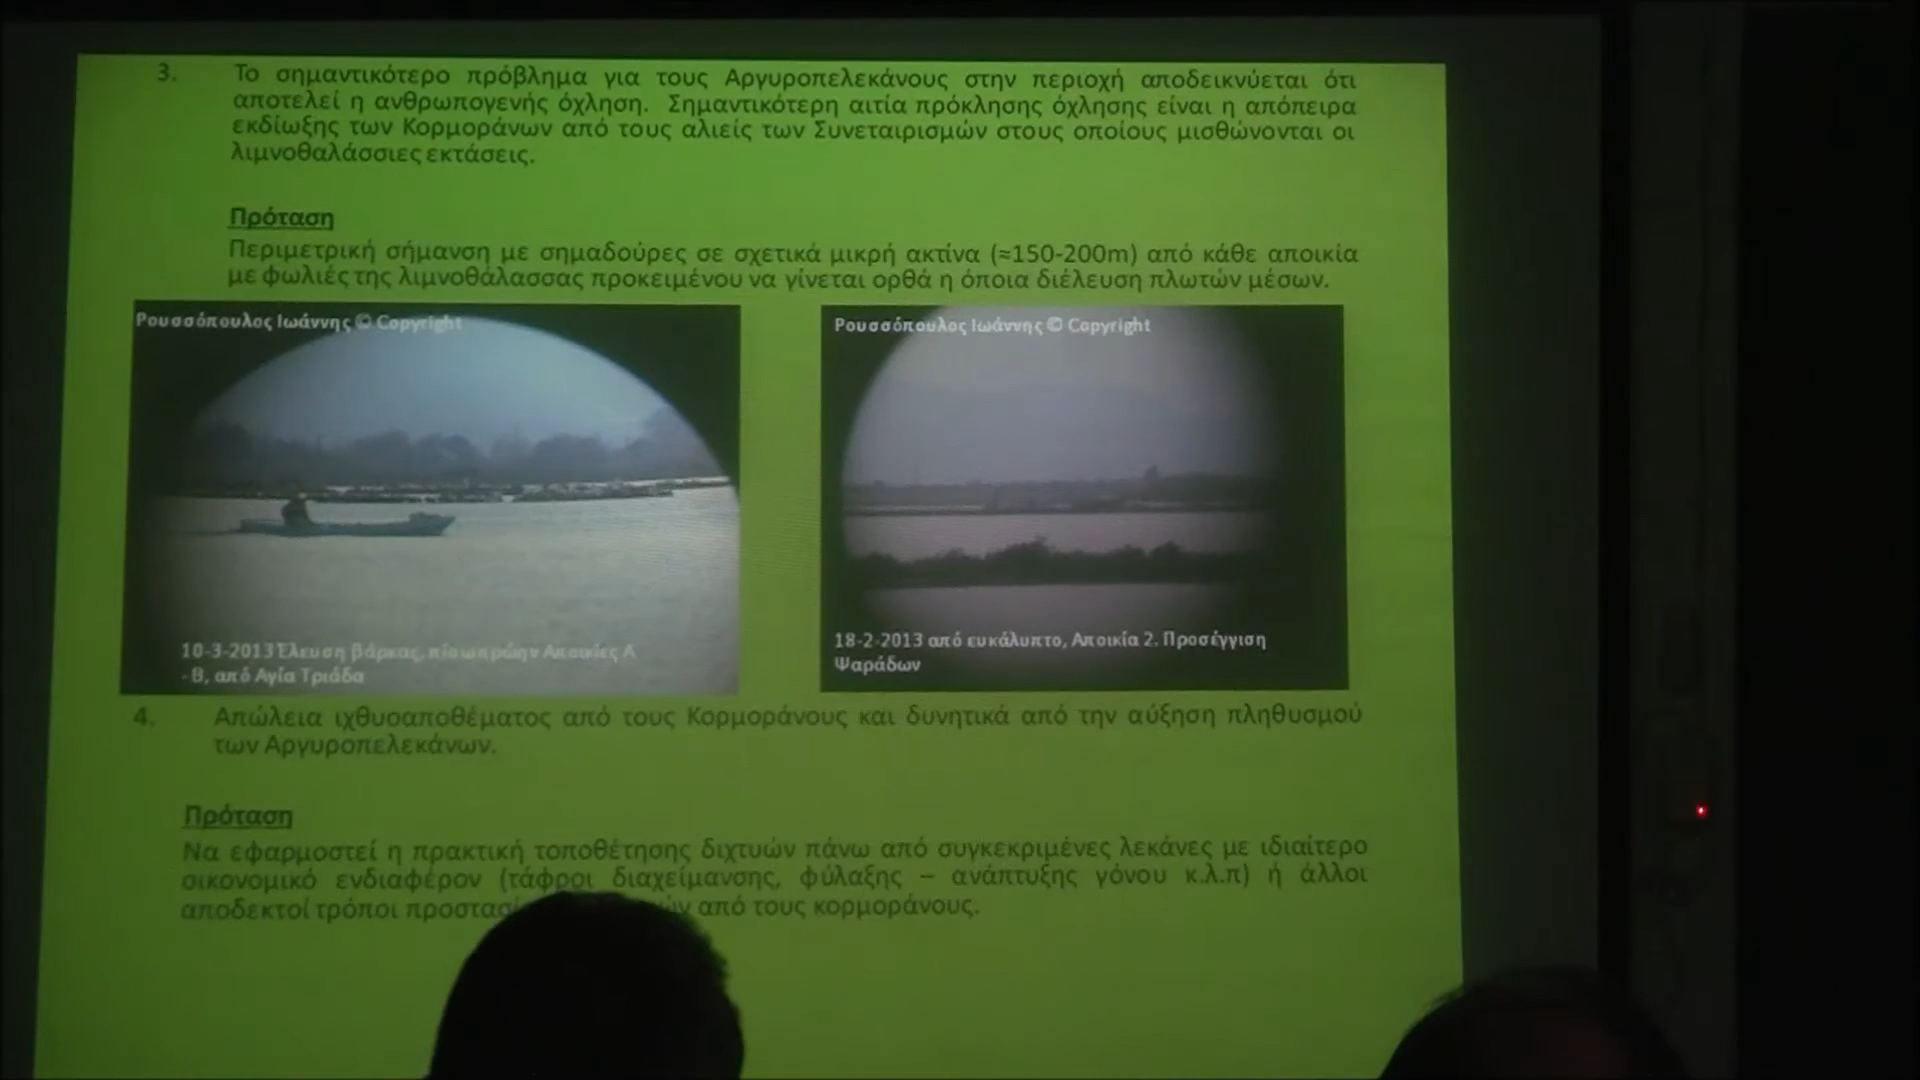 3. Το σημαντικότερο πρόβλημα για τους Αργυροπελεκάνους στην περιοχή αποδεικνύεται ότι
αποτελεί η ανθρωπογενής όχληση. Σημαντικότερη αιτία πρόκλησης όχλησης είναι η απόπειρα
εκδίωξης των Κορμοράνων από τους αλιείς των Συνεταιρισμών στους οποίους μισθώνονται οι
λιμνοθαλάσσιες εκτάσεις.
Πρόταση
Περιμετρική σήμανση με σημαδούρες σε σχετικά μικρή ακτίνα (≈150-200m) από κάθε αποικία
με φωλιές της λιμνοθάλασσας προκειμένου να γίνεται ορθά η όποια διέλευση πλωτών μέσων.
Ρουσσόπουλος Ιωάννης © Copyright
10-3-2013 Έλευση βάρκας, πίσω πρώην Αποικίες Α
- Β, από Αγία Τριάδα
Ρουσσόπουλος Ιωάννης © Copyright
18-2-2013 από ευκάλυπτο, Αποικία 2. Προσέγγιση
Ψαράδων
4. Απώλεια ιχθυοαποθέματος από τους Κορμοράνους και δυνητικά από την αύξηση πληθυσμού
των Αργυροπελεκάνων.
Πρόταση
Να εφαρμοστεί η πρακτική τοποθέτησης διχτυών πάνω από συγκεκριμένες λεκάνες με ιδιαίτερο
οικονομικό ενδιαφέρον (τάφροι διαχείμανσης, φύλαξης – ανάπτυξης γόνου κ.λ.π) ή άλλοι
αποδεκτοί τρόποι από τους κορμοράνους.